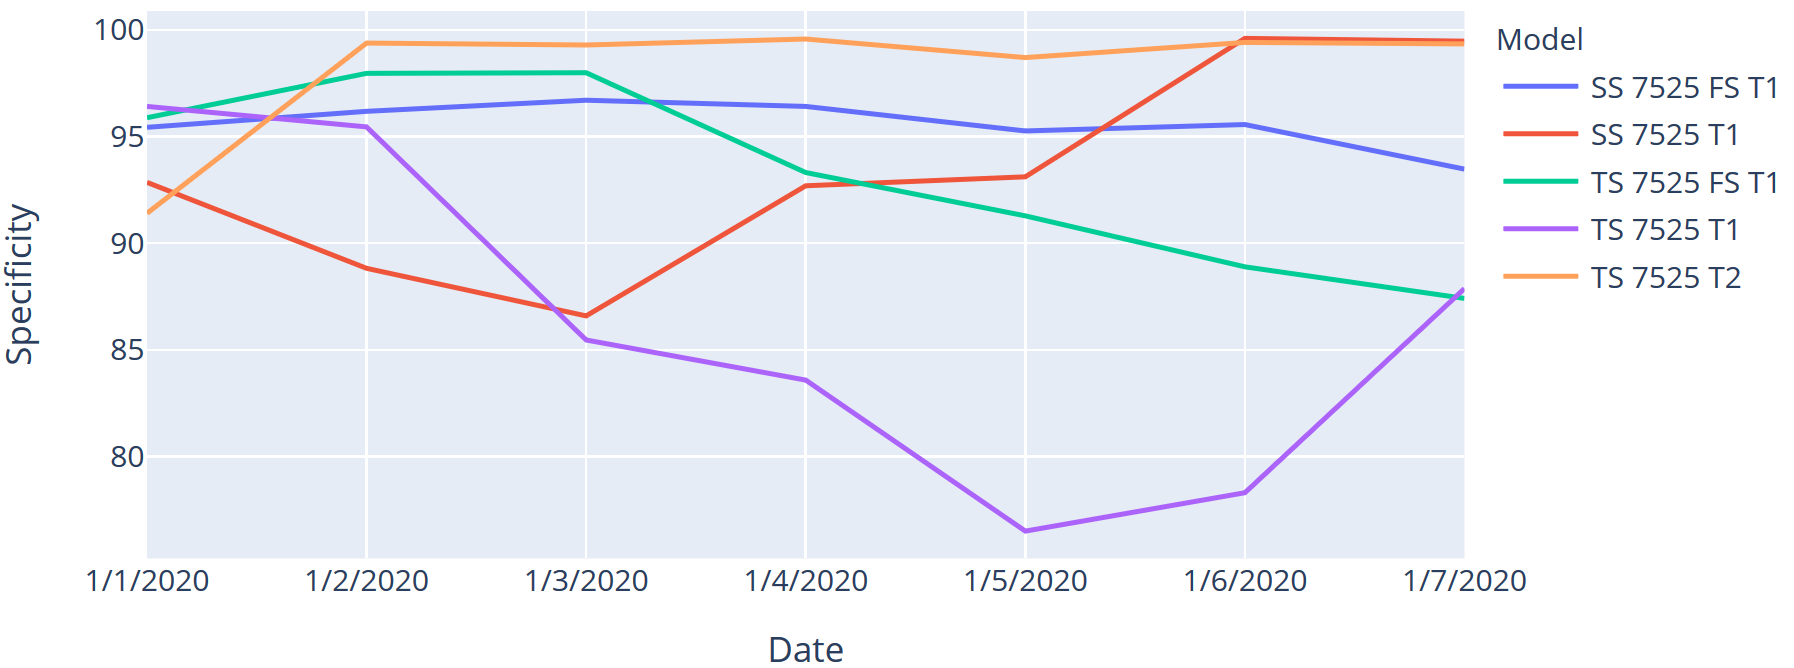 Specificity
100
95
90
85
80
1/1/2020
1/2/2020
1/3/2020
1/4/2020
1/5/2020
1/6/2020
1/7/2020
Date
Model
SS 7525 FS T1
SS 7525 T1
TS 7525 FS T1
TS 7525 T1
TS 7525 T2